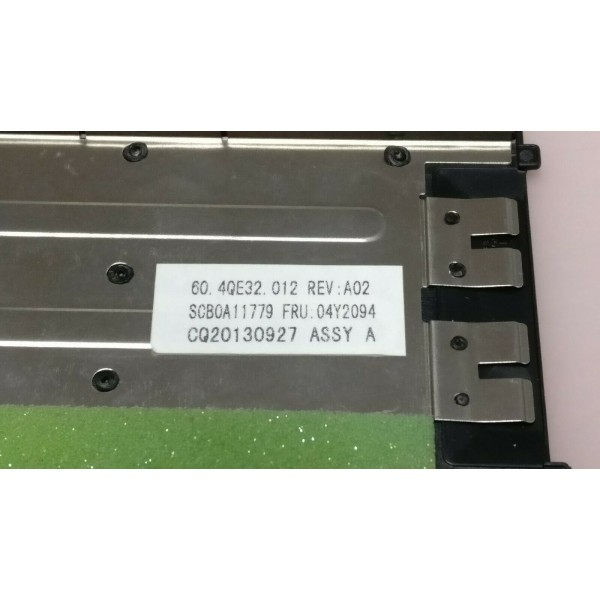 60.4QE32.012 REV:A02
SCB0A11779 FRU:04Y2094
CQ20130927 ASSY A